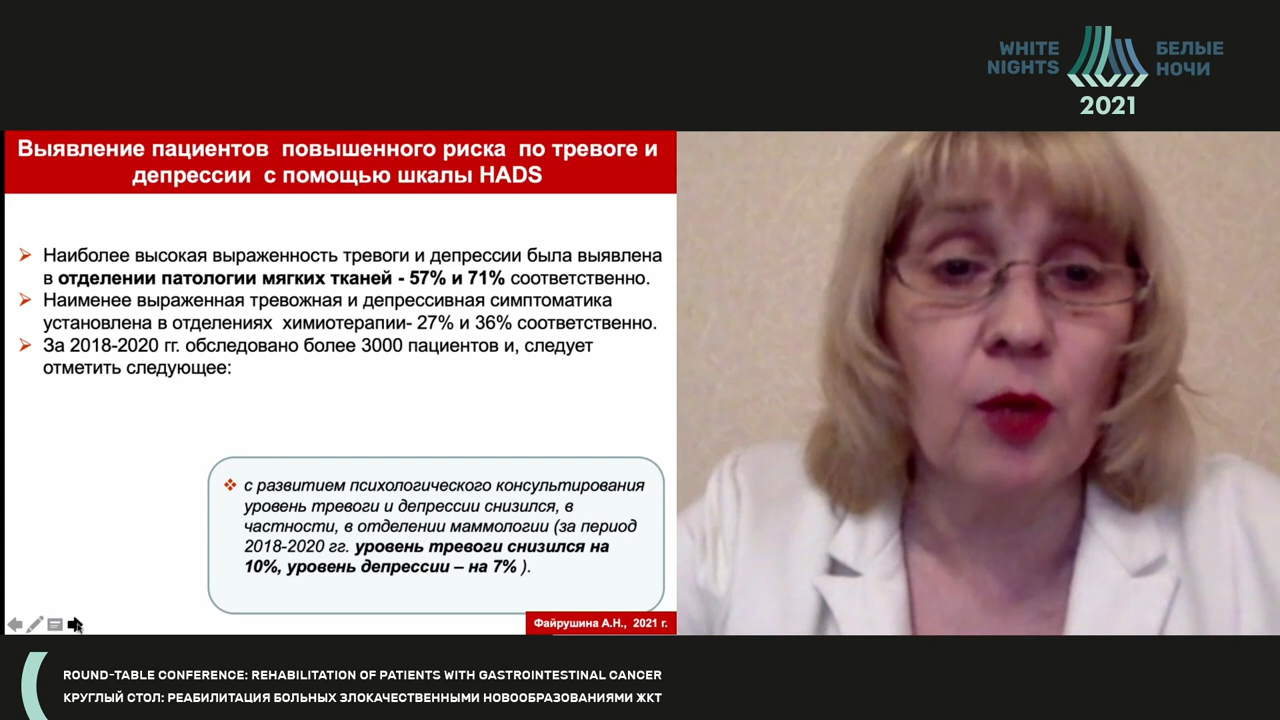 WHITE NIGHTS
БЕЛЫЕ НОЧИ
2021
Выявление пациентов повышенного риска по тревоге и
депрессии с помощью шкалы HADS
Наиболее высокая выраженность тревоги и депрессии была выявлена
в отделении патологии мягких тканей - 57% и 71% соответственно.
Наименее выраженная тревожная и депрессивная симптоматика
установлена в отделениях химиотерапии- 27% и 36% соответственно.
За 2018-2020 гг. обследовано более 3000 пациентов и, следует
отметить следующее:
с развитием психологического консультирования
уровень тревоги и депрессии снизился, в
частности, в отделении маммологии (за период
2018-2020 гг. уровень тревоги снизился на
10%, уровень депрессии – на 7% ).
Файрушина А.Н., 2021 г.
ROUND-TABLE CONFERENCE: REHABILITATION OF PATIENTS WITH GASTROINTESTINAL CANCER
КРУГЛЫЙ СТОЛ: РЕАБИЛИТАЦИЯ БОЛЬНЫХ ЗЛОКАЧЕСТВЕННЫМИ НОВООБРАЗОВАНИЯМИ ЖКТ